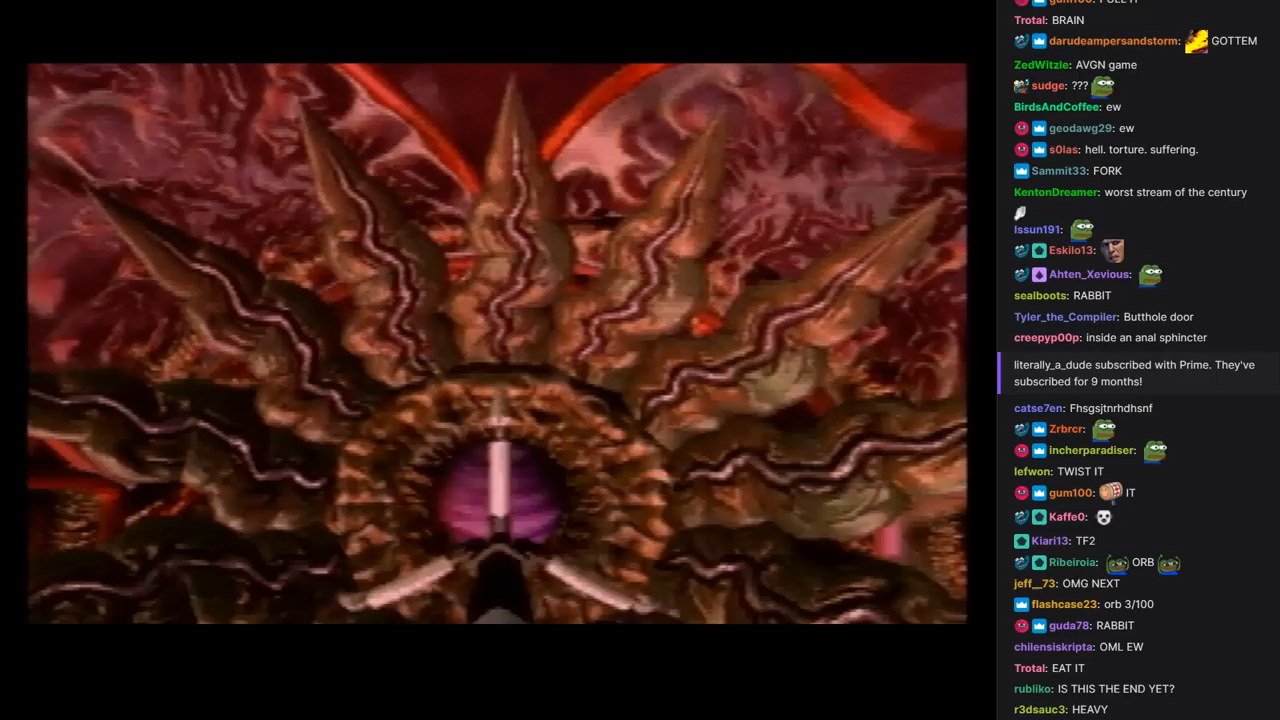 Trotal: BRAIN
darudeampersandstorm: GOTTEM
ZedWitzle: AVGN game
sudge: ???
BirdsAndCoffee: ew
geodawg29: ew
s0las: hell. torture. suffering.
Sammit33: FORK
KentonDreamer: worst stream of the century
Issun191:
Eskilo13:
Ahten_Xevious:
sealboots: RABBIT
Tyler_the_Compiler: Butthole door
creepyp00p: inside an anal sphincter
literally_a_dude subscribed with Prime. They've
subscribed for 9 months!
catse7en: Fhsgsjtnrhdhsnf
Zrbrcr:
incherparadiser:
lefwon: TWIST IT
gum100: IT
Kaffe0:
Kiari13: TF2
Ribeiroia: ORB
jeff__73: OMG NEXT
flashcase23: orb 3/100
guda78: RABBIT
chilensiskripta: OML EW
Trotal: EAT IT
rubliko: IS THIS THE END YET?
r3dsauc3: HEAVY